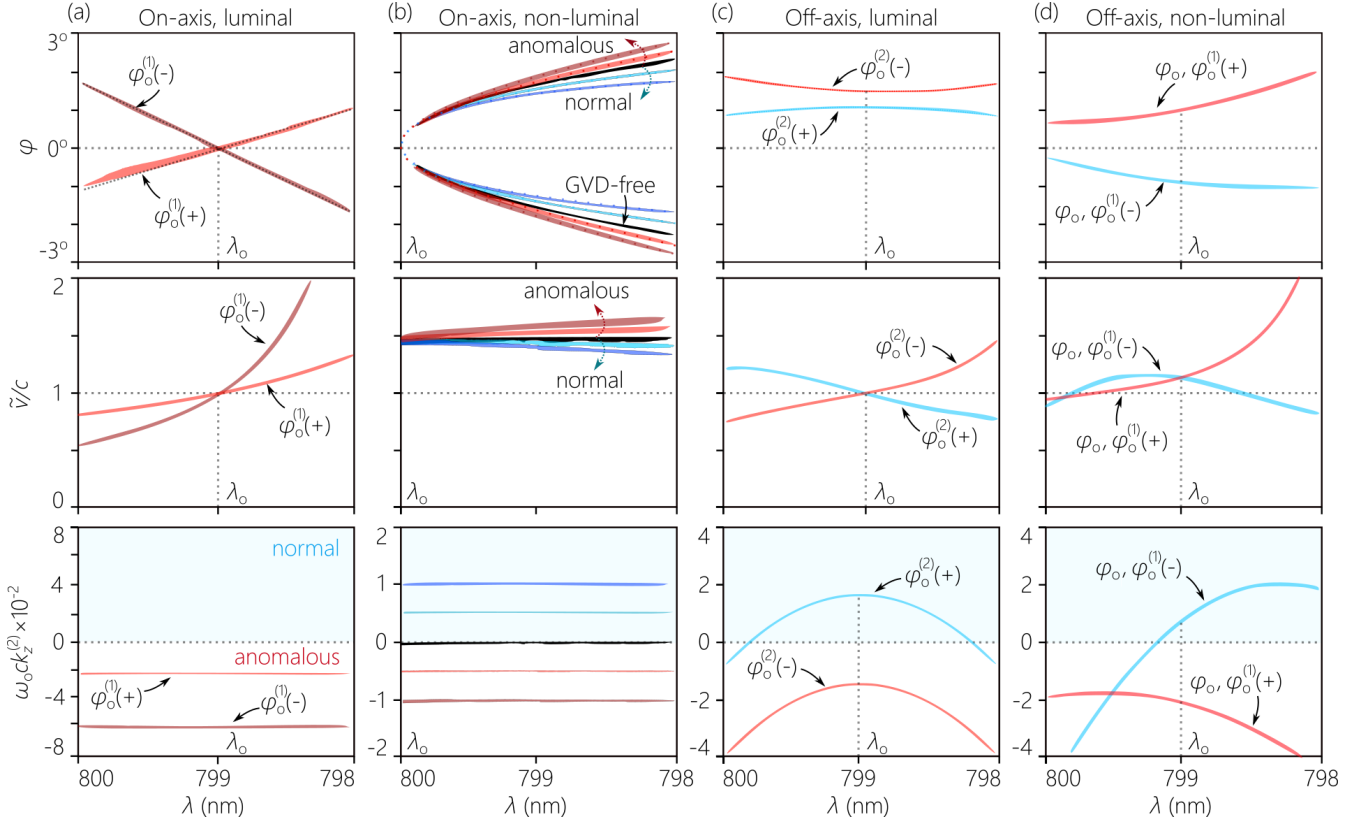 (a) On-axis, luminal
(b) On-axis, non-luminal
(c) Off-axis, luminal
(d) Off-axis, non-luminal
3°
0°
-3°
φ
φₒ⁽¹⁾(-)
φₒ⁽¹⁾(+)
λₒ
anomalous
normal
GVD-free
λₒ
φₒ⁽²⁾(-)
φₒ⁽²⁾(+)
λₒ
φₒ, φₒ⁽¹⁾(+)
φₒ, φₒ⁽¹⁾(-)
λₒ
2
1
0
ṽ/c
φₒ⁽¹⁾(-)
φₒ⁽¹⁾(+)
λₒ
anomalous
normal
λₒ
φₒ⁽²⁾(-)
φₒ⁽²⁾(+)
λₒ
φₒ, φₒ⁽¹⁾(-)
φₒ, φₒ⁽¹⁾(+)
λₒ
8
4
0
-4
-8
ωₒck_z⁽²⁾×10⁻²
normal
anomalous
φₒ⁽¹⁾(+)
φₒ⁽¹⁾(-)
λₒ
800 799 798
λ (nm)
2
1
0
-1
-2
λₒ
800 799 798
λ (nm)
4
2
0
-2
-4
φₒ⁽²⁾(+)
φₒ⁽²⁾(-)
λₒ
800 799 798
λ (nm)
4
2
0
-2
-4
φₒ, φₒ⁽¹⁾(-)
φₒ, φₒ⁽¹⁾(+)
λₒ
800 799 798
λ (nm)